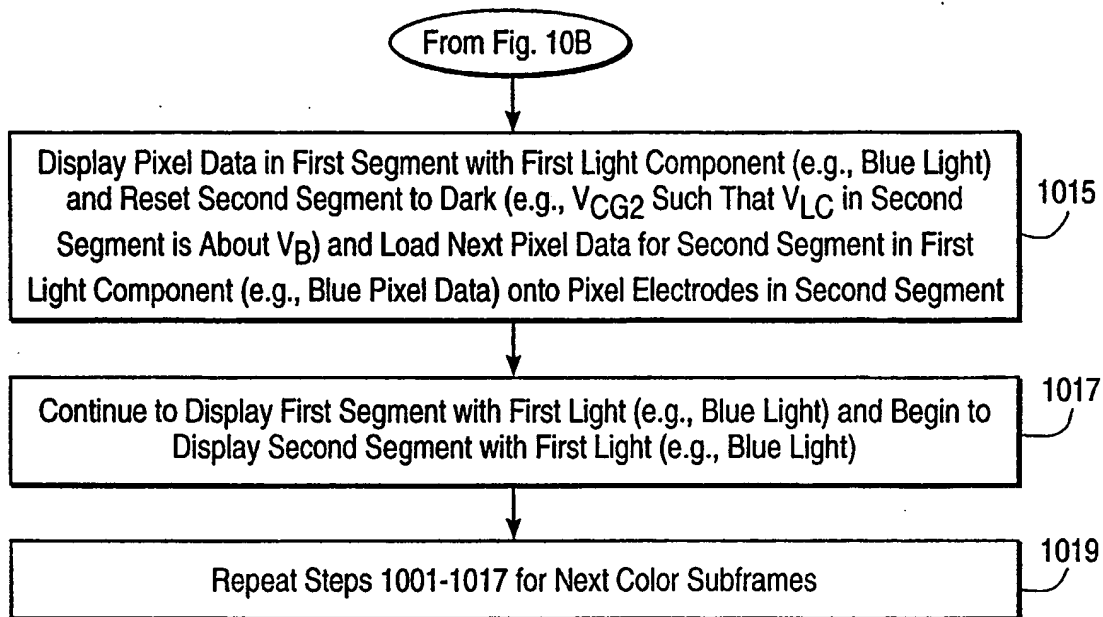 From Fig. 10B
Display Pixel Data in First Segment with First Light Component (e.g., Blue Light)
and Reset Second Segment to Dark (e.g., VCG2 Such That VLC in Second
Segment is About VB) and Load Next Pixel Data for Second Segment in First
Light Component (e.g., Blue Pixel Data) onto Pixel Electrodes in Second Segment
1015
Continue to Display First Segment with First Light (e.g., Blue Light) and Begin to
Display Second Segment with First Light (e.g., Blue Light)
1017
Repeat Steps 1001-1017 for Next Color Subframes
1019